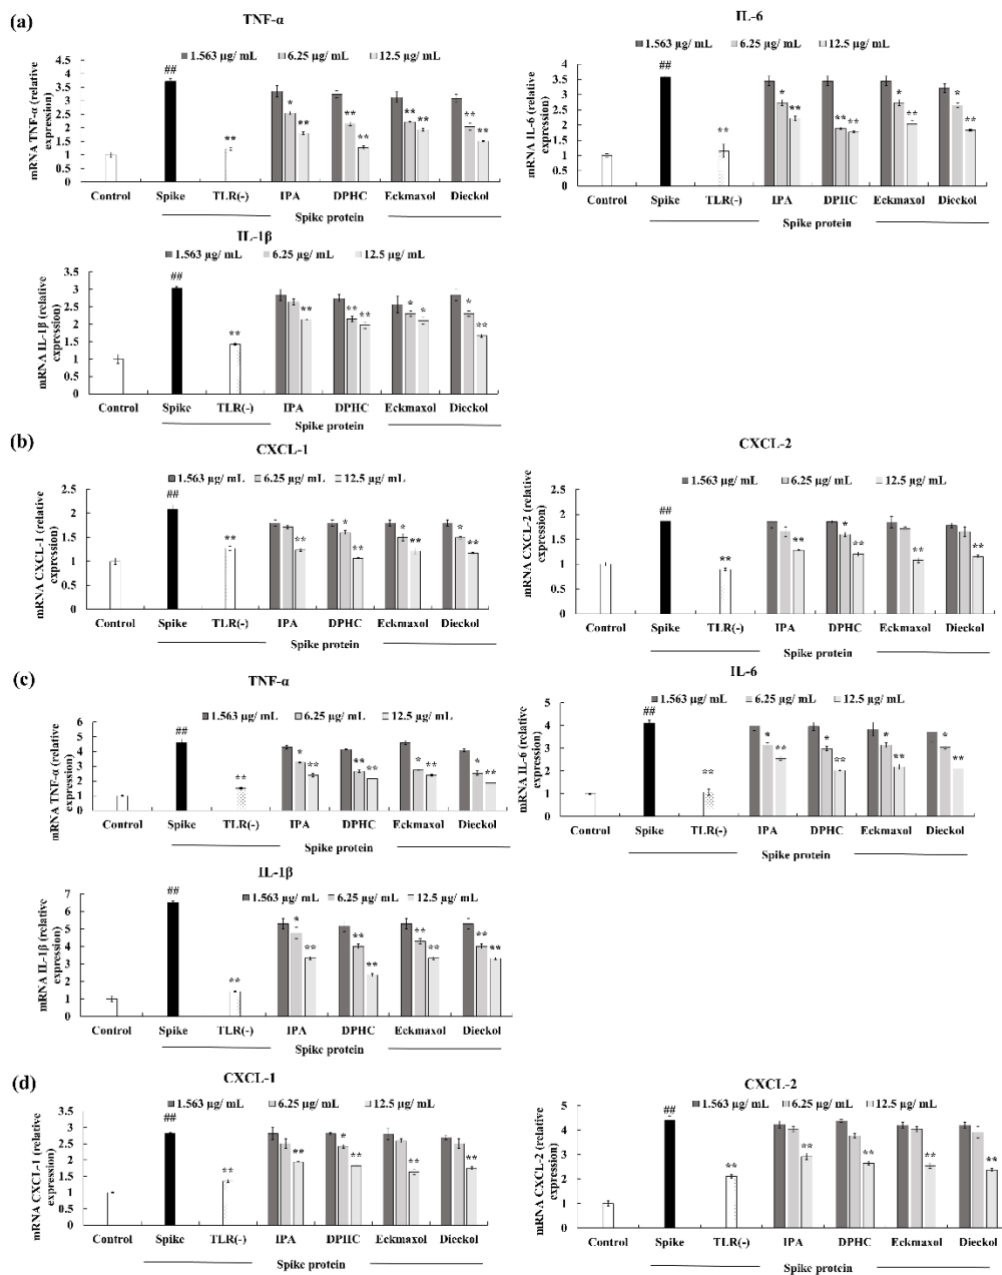 (a)
TNF-α
1.563 μg/ mL 6.25 μg/ mL 12.5 μg/ mL
mRNA TNF-α (relative
expression)
4.5
4
3.5
3
2.5
2
1.5
1
0.5
0
##
**
* **
** **
** **
** **
Control Spike TLR(-) IPA DPHC Eckmaxol Dieckol
Spike protein
IL-6
1.563 μg/ mL 6.25 μg/ mL 12.5 μg/ mL
mRNA IL-6 (relative
expression)
4
3.5
3
2.5
2
1.5
1
0.5
0
##
**
* **
** **
* **
* **
Control Spike TLR(-) IPA DPHC Eckmaxol Dieckol
Spike protein
IL-1β
1.563 μg/ mL 6.25 μg/ mL 12.5 μg/ mL
mRNA IL-1β (relative
expression)
3.5
3
2.5
2
1.5
1
0.5
0
##
**
**
** **
* *
* **
Control Spike TLR(-) IPA DPHC Eckmaxol Dieckol
Spike protein
(b)
CXCL-1
1.563 μg/ mL 6.25 μg/ mL 12.5 μg/ mL
mRNA CXCL-1 (relative
expression)
2.5
2
1.5
1
0.5
0
##
**
**
* **
* **
* **
Control Spike TLR(-) IPA DPHC Eckmaxol Dieckol
Spike protein
CXCL-2
1.563 μg/ mL 6.25 μg/ mL 12.5 μg/ mL
mRNA CXCL-2 (relative
expression)
2.5
2
1.5
1
0.5
0
##
**
**
* **
**
**
Control Spike TLR(-) IPA DPHC Eckmaxol Dieckol
Spike protein
(c)
TNF-α
1.563 μg/ mL 6.25 μg/ mL 12.5 μg/ mL
mRNA TNF-α (relative
expression)
5
4
3
2
1
0
##
**
* **
** **
* **
** **
Control Spike TLR(-) IPA DPHC Eckmaxol Dieckol
Spike protein
IL-6
1.563 μg/ mL 6.25 μg/ mL 12.5 μg/ mL
mRNA IL-6 (relative
expression)
5
4
3
2
1
0
##
**
* **
* **
* **
* **
Control Spike TLR(-) IPA DPHC Eckmaxol Dieckol
Spike protein
IL-1β
1.563 μg/ mL 6.25 μg/ mL 12.5 μg/ mL
mRNA IL-1β (relative
expression)
7
6
5
4
3
2
1
0
##
**
* **
** **
** **
** **
Control Spike TLR(-) IPA DPHC Eckmaxol Dieckol
Spike protein
(d)
CXCL-1
1.563 μg/ mL 6.25 μg/ mL 12.5 μg/ mL
mRNA CXCL-1 (relative
expression)
3.5
3
2.5
2
1.5
1
0.5
0
##
**
**
* **
**
**
Control Spike TLR(-) IPA DPHC Eckmaxol Dieckol
Spike protein
CXCL-2
1.563 μg/ mL 6.25 μg/ mL 12.5 μg/ mL
mRNA CXCL-2 (relative
expression)
5
4
3
2
1
0
##
**
**
**
**
**
Control Spike TLR(-) IPA DPHC Eckmaxol Dieckol
Spike protein